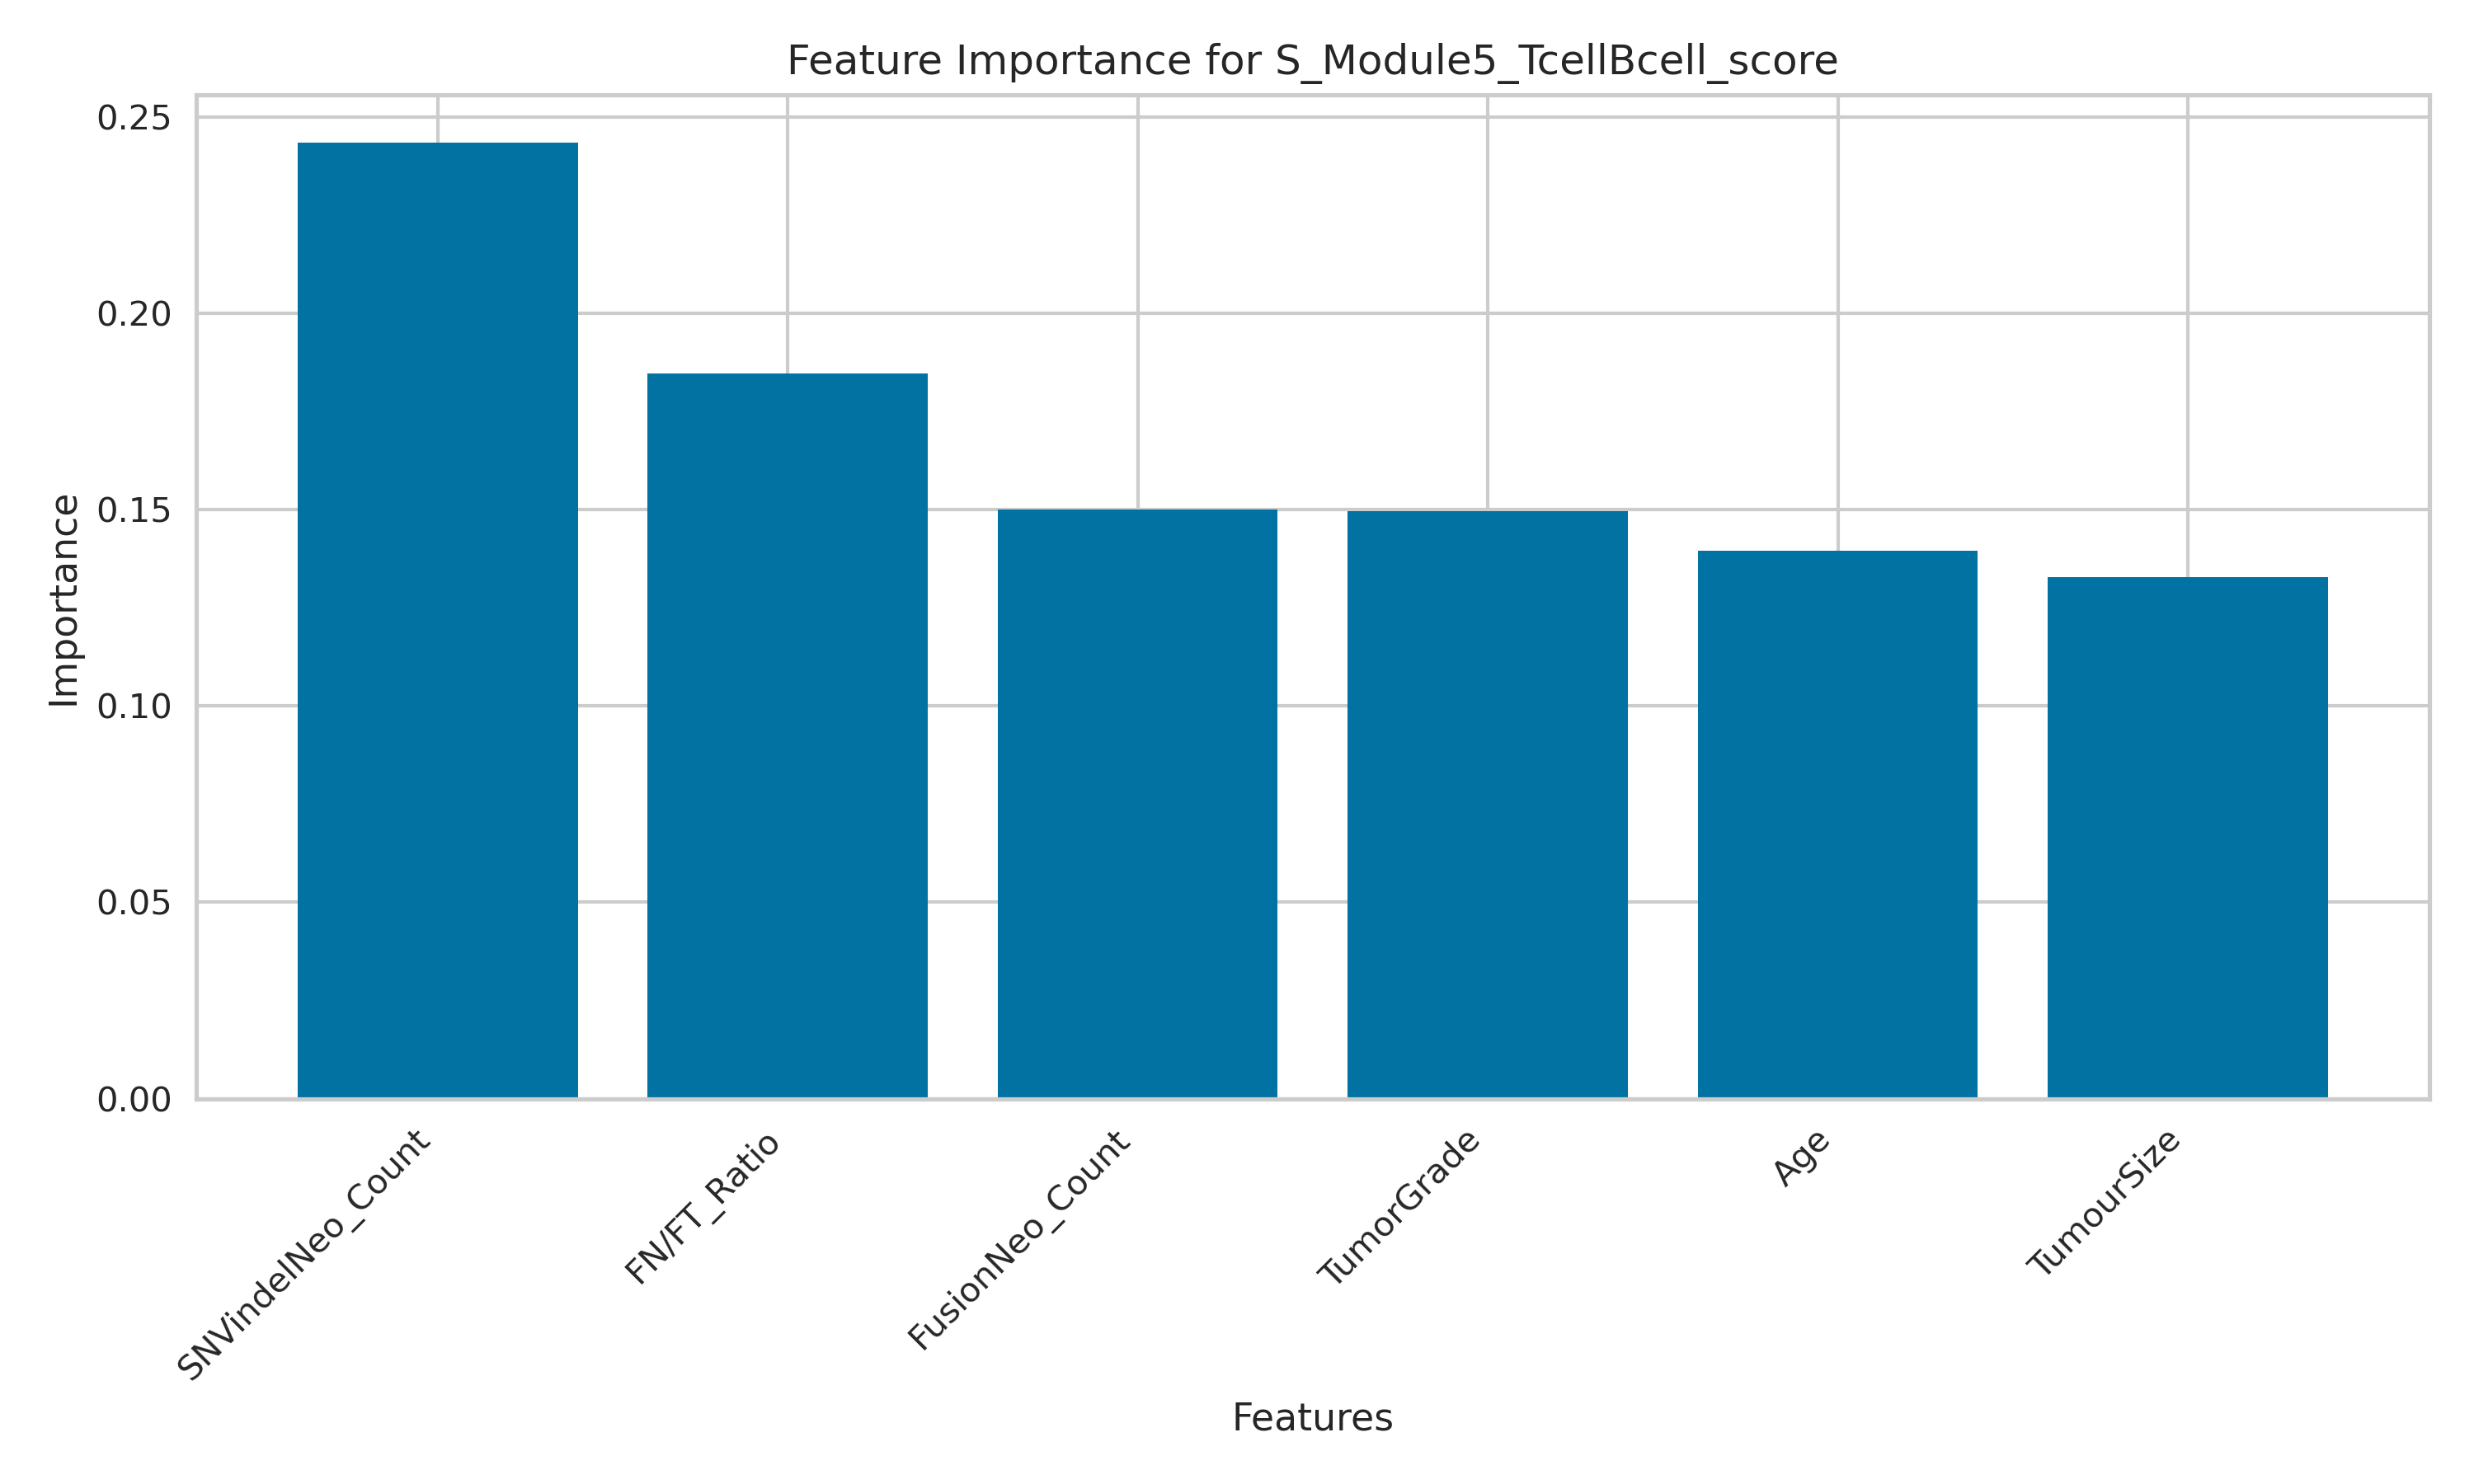 Feature Importance for S_Module5_TcellBcell_score
Importance
0.25
0.20
0.15
0.10
0.05
0.00
SNVindelNeo_Count
FN/FT_Ratio
FusionNeo_Count
TumorGrade
Age
TumourSize
Features